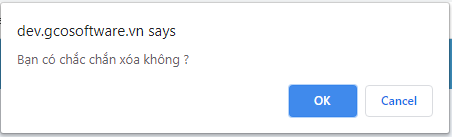 dev.gcosoftware.vn says
Bạn có chắc chắn xóa không ?
OK Cancel